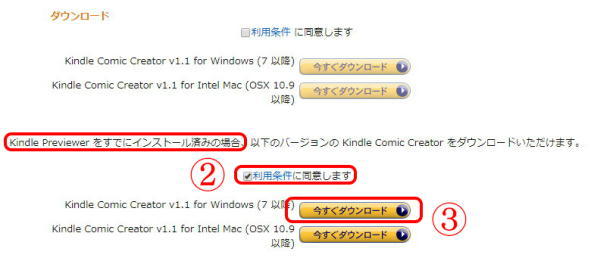 ダウンロード
利用条件 に同意します
Kindle Comic Creator v1.1 for Windows (7 以降) 今すぐダウンロード
Kindle Comic Creator v1.1 for Intel Mac (OSX 10.9 今すぐダウンロード
以降)
Kindle Previewer をすでにインストール済みの場合、以下のバージョンの Kindle Comic Creator をダウンロードいただけます。
② 利用条件に同意します
Kindle Comic Creator v1.1 for Windows (7 以降) 今すぐダウンロード ③
Kindle Comic Creator v1.1 for Intel Mac (OSX 10.9 今すぐダウンロード
以降)